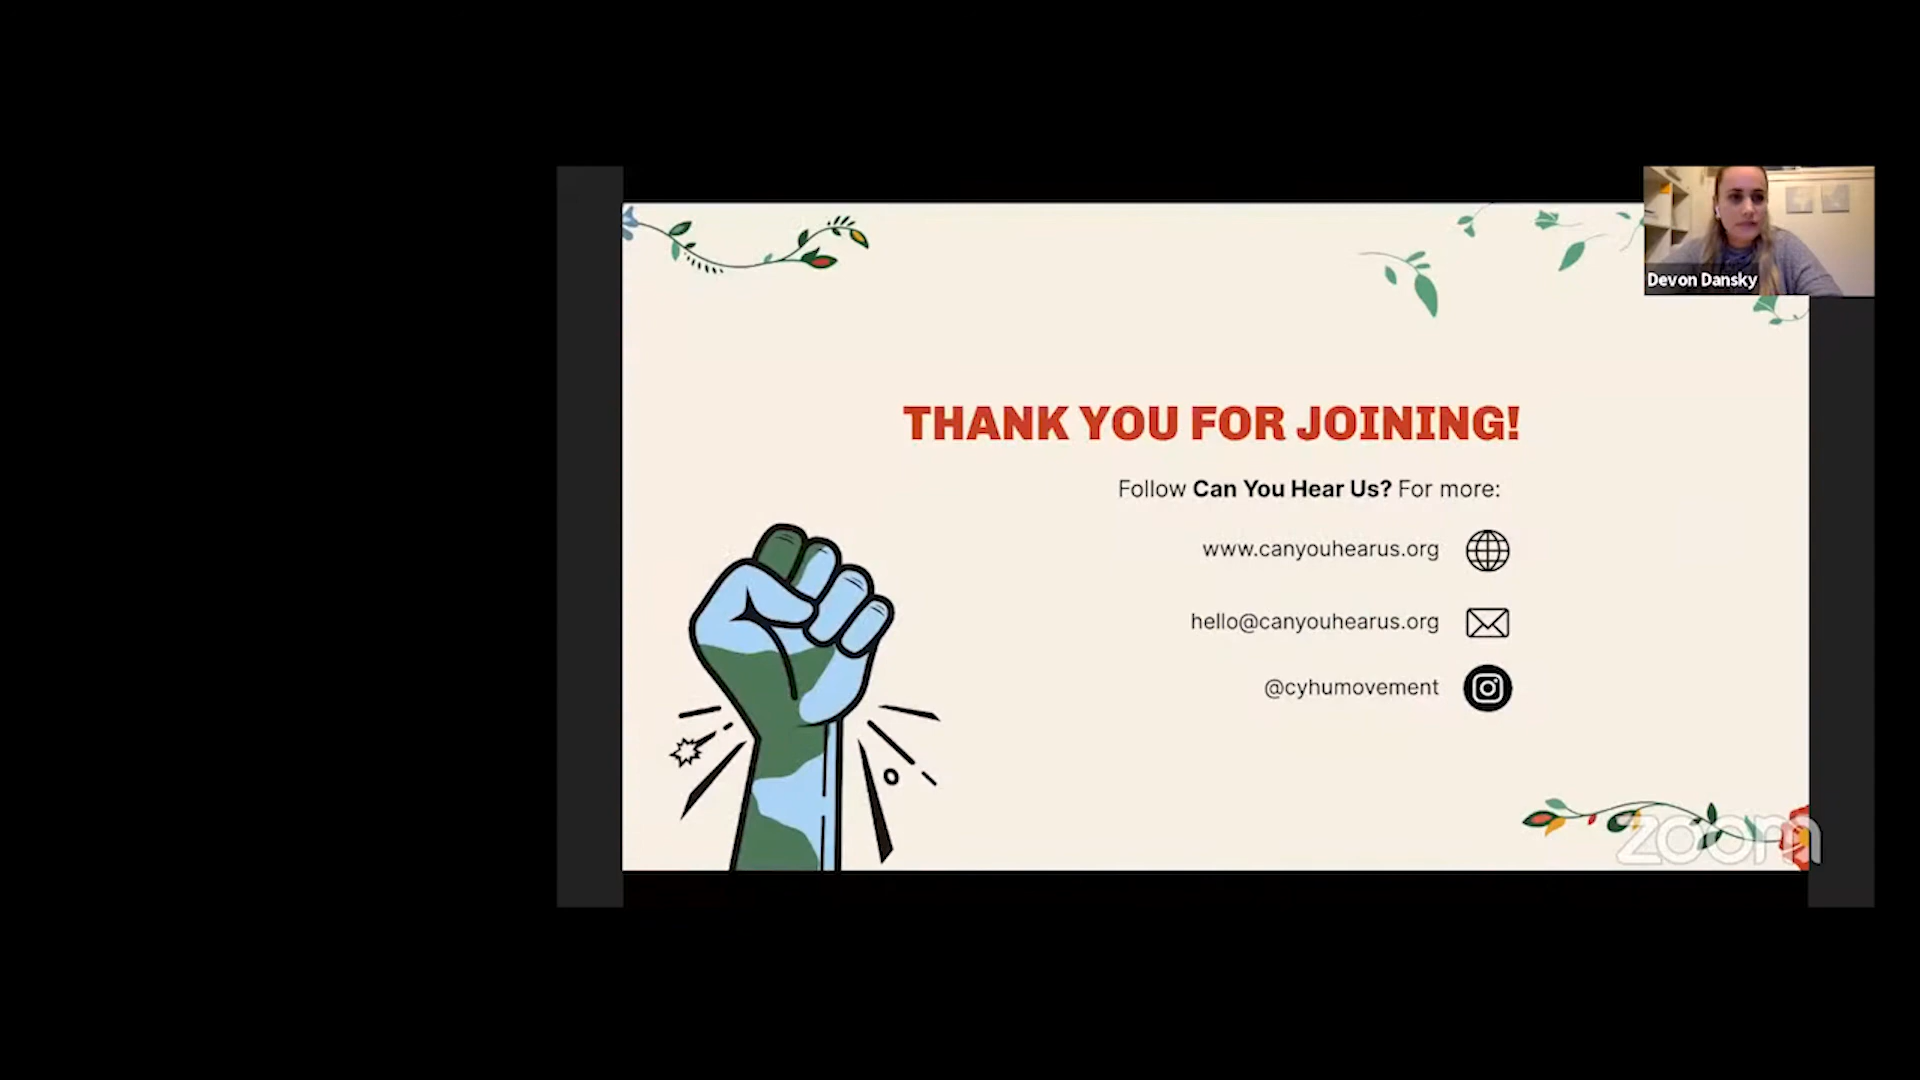 Devon Dansky
THANK YOU FOR JOINING!
Follow Can You Hear Us? For more:
www.canyouhearus.org
hello@canyouhearus.org
@cyhumovement
zoom